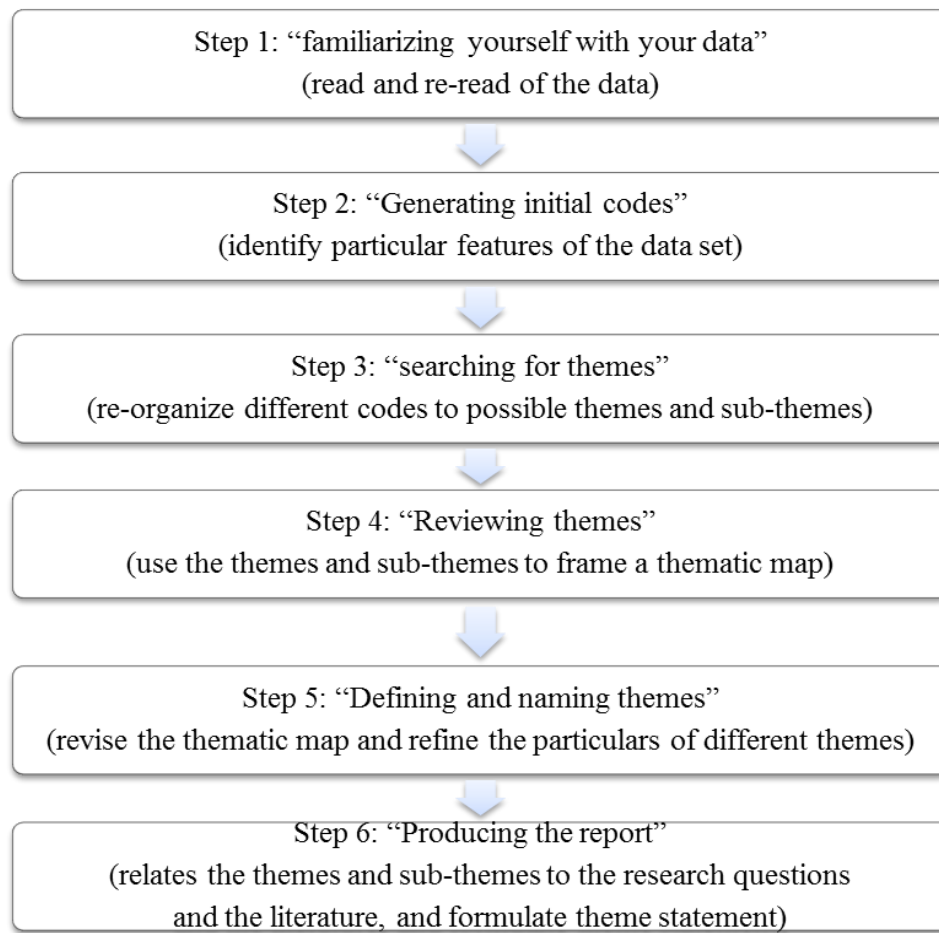 Step 1: “familiarizing yourself with your data”
(read and re-read of the data)
Step 2: “Generating initial codes”
(identify particular features of the data set)
Step 3: “searching for themes”
(re-organize different codes to possible themes and sub-themes)
Step 4: “Reviewing themes”
(use the themes and sub-themes to frame a thematic map)
Step 5: “Defining and naming themes”
(revise the thematic map and refine the particulars of different themes)
Step 6: “Producing the report”
(relates the themes and sub-themes to the research questions
and the literature, and formulate theme statement)